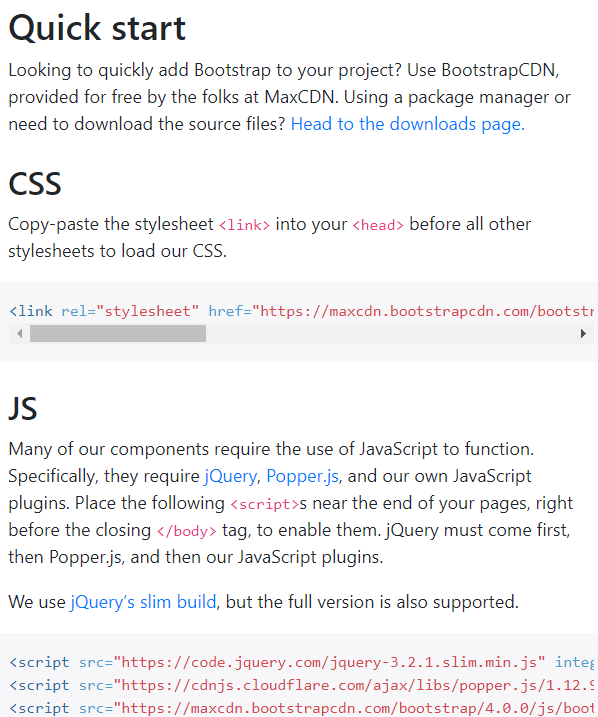 Quick start
Looking to quickly add Bootstrap to your project? Use BootstrapCDN,
provided for free by the folks at MaxCDN. Using a package manager or
need to download the source files? Head to the downloads page.
CSS
Copy-paste the stylesheet <link> into your <head> before all other
stylesheets to load our CSS.
<link rel="stylesheet" href="https://maxcdn.bootstrapcdn.com/bootstr
JS
Many of our components require the use of JavaScript to function.
Specifically, they require jQuery, Popper.js, and our own JavaScript
plugins. Place the following <script>s near the end of your pages, right
before the closing </body> tag, to enable them. jQuery must come first,
then Popper.js, and then our JavaScript plugins.
We use jQuery's slim build, but the full version is also supported.
<script src="https://code.jquery.com/jquery-3.2.1.slim.min.js" integ
<script src="https://cdnjs.cloudflare.com/ajax/libs/popper.js/1.12.9
<script src="https://maxcdn.bootstrapcdn.com/bootstrap/4.0.0/js/boot